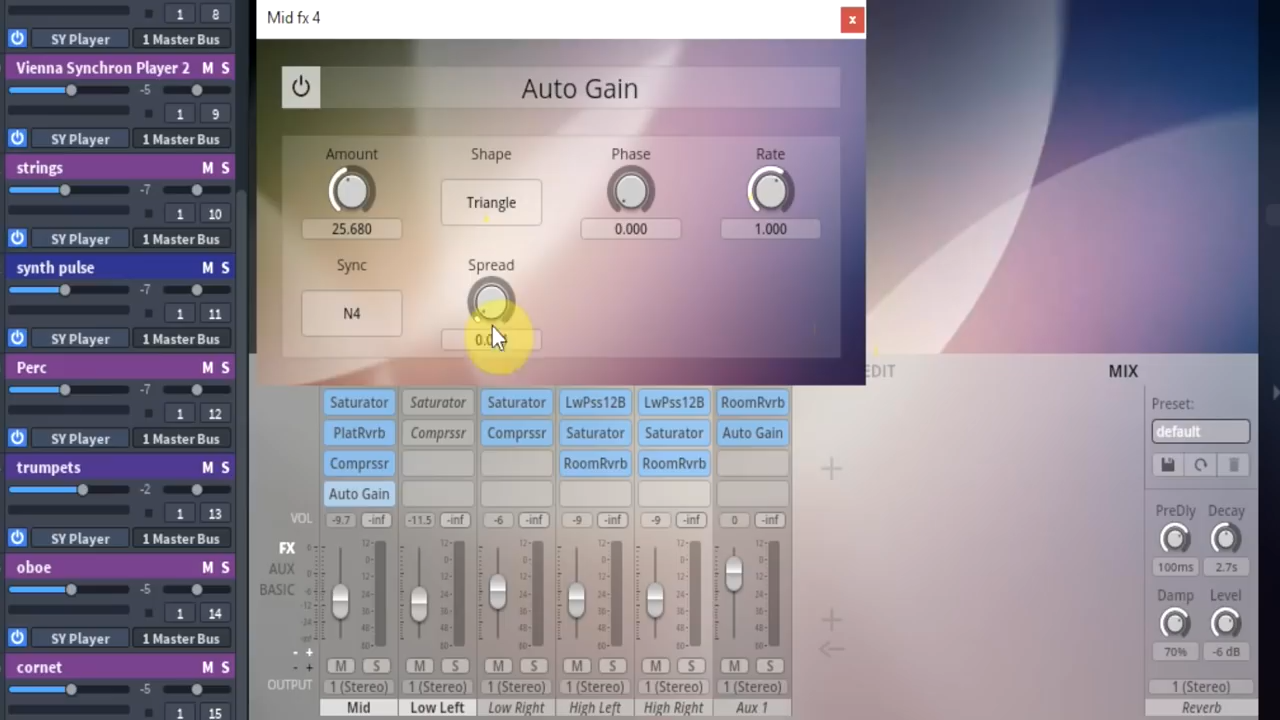 1 8
SY Player 1 Master Bus
Vienna Synchron Player 2 M S
-5
1 9
SY Player 1 Master Bus
strings M S
-7
1 10
SY Player 1 Master Bus
synth pulse M S
-7
1 11
SY Player 1 Master Bus
Perc M S
-7
1 12
SY Player 1 Master Bus
trumpets M S
-2
1 13
SY Player 1 Master Bus
oboe M S
-5
1 14
SY Player 1 Master Bus
cornet M S
-5
1 15
Mid fx 4 x
Auto Gain
Amount Shape Phase Rate
Triangle
25.680 0.000 1.000
Sync Spread
N4
EDIT MIX
Saturator Saturator Saturator LwPss12B LwPss12B RoomRvrb
PlatRvrb Comprssr Comprssr Saturator Saturator Auto Gain
Comprssr RoomRvrb RoomRvrb
Auto Gain
VOL -9.7 -inf -11.5 -inf -6 -inf -9 -inf -9 -inf 0 -inf
FX
AUX
BASIC
- +
- +
M S M S M S M S M S M S
OUTPUT 1 (Stereo) 1 (Stereo) 1 (Stereo) 1 (Stereo) 1 (Stereo) 1 (Stereo)
Mid Low Left Low Right High Left High Right Aux 1
Preset:
default
PreDly Decay
100ms 2.7s
Damp Level
70% -6 dB
1 (Stereo)
Reverb